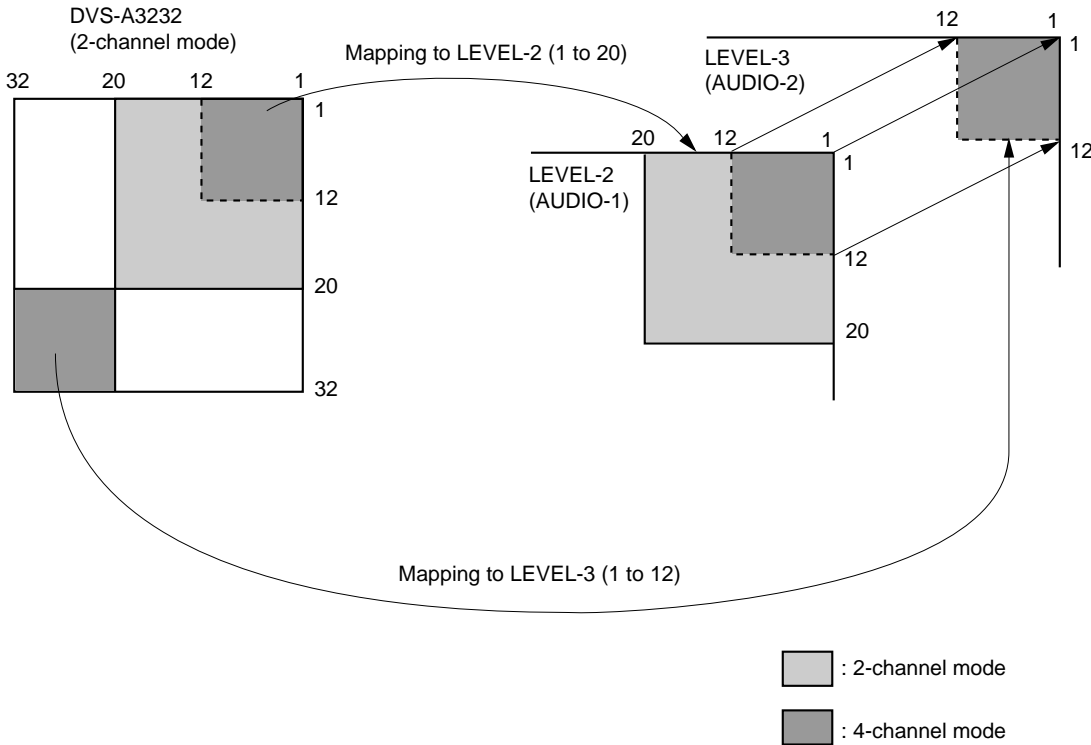 DVS-A3232
(2-channel mode)
32 20 12 1
1
12
20
32
Mapping to LEVEL-2 (1 to 20)
20 12 1
1
12
20
LEVEL-2
(AUDIO-1)
12 1
1
12
LEVEL-3
(AUDIO-2)
Mapping to LEVEL-3 (1 to 12)
: 2-channel mode
: 4-channel mode